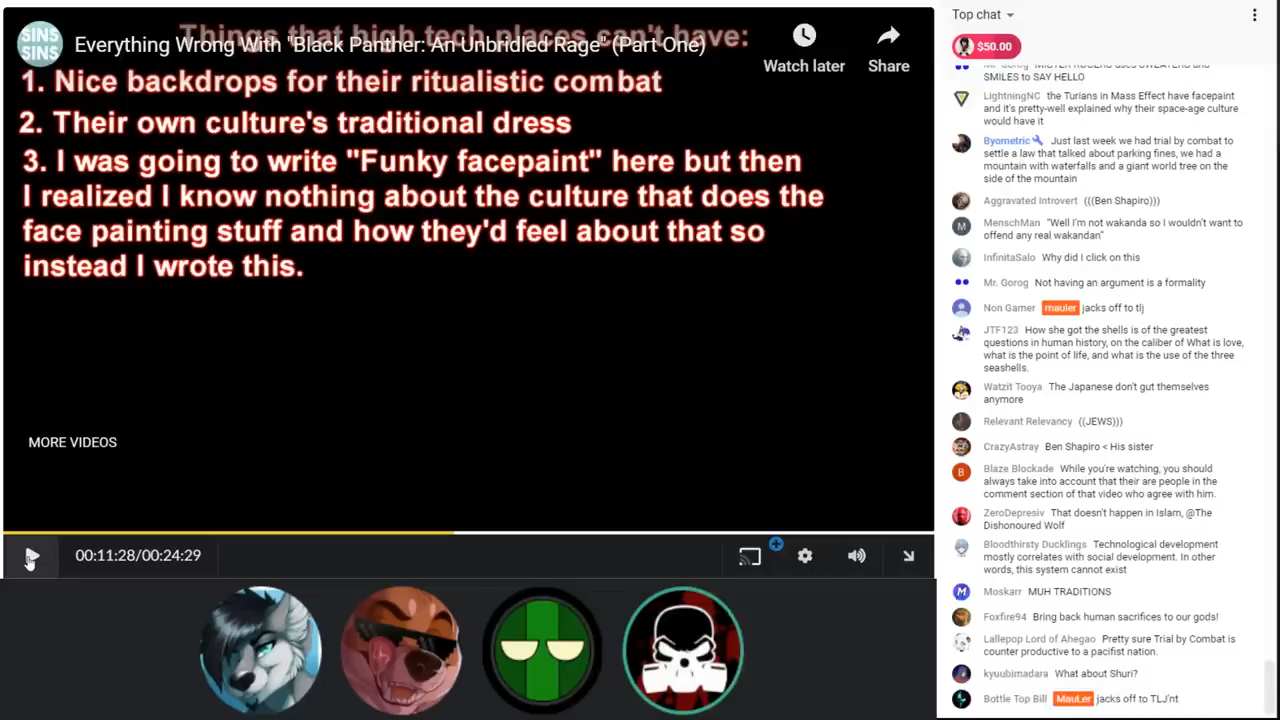 Things that high tech places can't have:
SINS
SINS
Everything Wrong With "Black Panther: An Unbridled Rage" (Part One)
Watch later
Share
1. Nice backdrops for their ritualistic combat
2. Their own culture's traditional dress
3. I was going to write "Funky facepaint" here but then
I realized I know nothing about the culture that does the
face painting stuff and how they'd feel about that so
instead I wrote this.
MORE VIDEOS
00:11:28/00:24:29
Top chat
$50.00
Mr. Gorog MISTER ROGERS uses SWEATERS and
SMILES to SAY HELLO
LightningNC the Turians in Mass Effect have facepaint
and it's pretty-well explained why their space-age culture
would have it
Byometric Just last week we had trial by combat to
settle a law that talked about parking fines, we had a
mountain with waterfalls and a giant world tree on the
side of the mountain
Aggravated Introvert (((Ben Shapiro)))
M
MenschMan "Well I'm not wakanda so I wouldn't want to
offend any real wakandan"
InfinitaSalo Why did I click on this
Mr. Gorog Not having an argument is a formality
Non Gamer mauler jacks off to tlj
JTF123 How she got the shells is of the greatest
questions in human history, on the caliber of What is love,
what is the point of life, and what is the use of the three
seashells.
Watzit Tooya The Japanese don't gut themselves
anymore
Relevant Relevancy ((JEWS)))
CrazyAstray Ben Shapiro < His sister
B
Blaze Blockade While you're watching, you should
always take into account that their are people in the
comment section of that video who agree with him.
ZeroDepresiv That doesn't happen in Islam, @The
Dishonoured Wolf
Bloodthirsty Ducklings Technological development
mostly correlates with social development. In other
words, this system cannot exist
M
Moskarr MUH TRADITIONS
Foxfire94 Bring back human sacrifices to our gods!
Lallepop Lord of Ahegao Pretty sure Trial by Combat is
counter productive to a pacifist nation.
kyuubimadara What about Shuri?
Bottle Top Bill MauLer jacks off to TLJ'nt